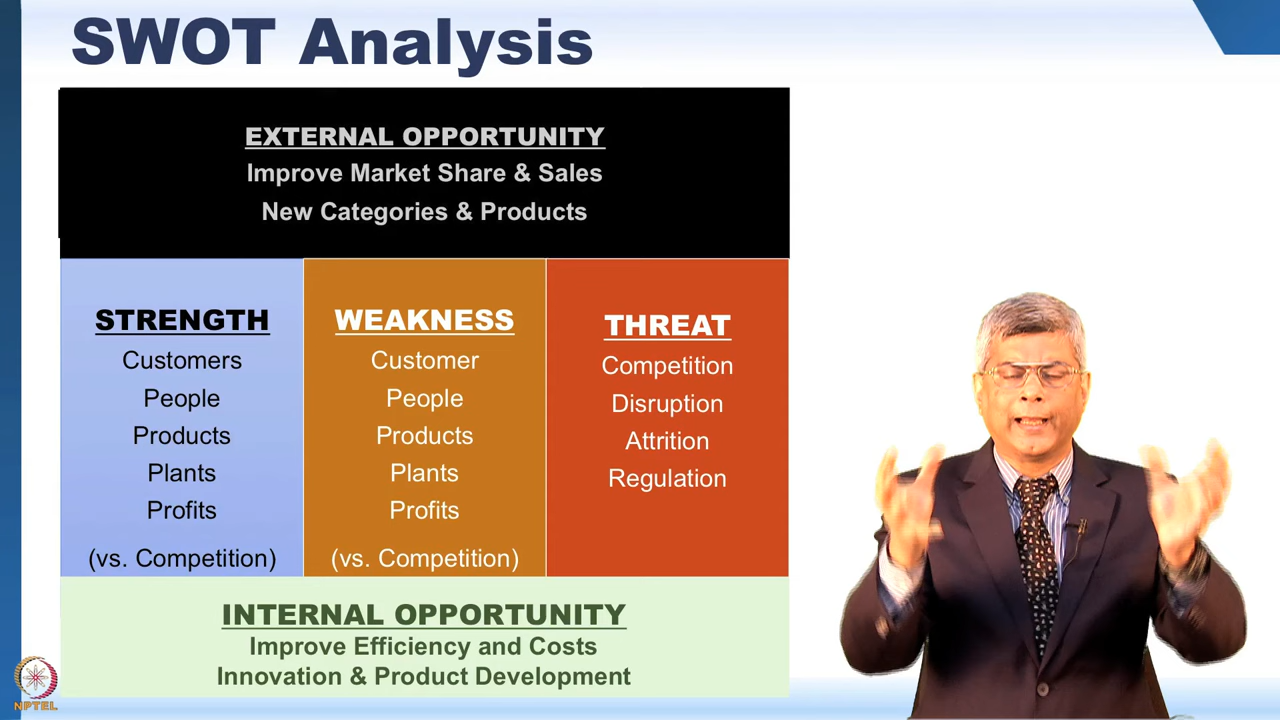 SWOT Analysis
EXTERNAL OPPORTUNITY
Improve Market Share & Sales
New Categories & Products
STRENGTH
Customers
People
Products
Plants
Profits
(vs. Competition)
WEAKNESS
Customer
People
Products
Plants
Profits
(vs. Competition)
THREAT
Competition
Disruption
Attrition
Regulation
INTERNAL OPPORTUNITY
Improve Efficiency and Costs
Innovation & Product Development
NPTEL